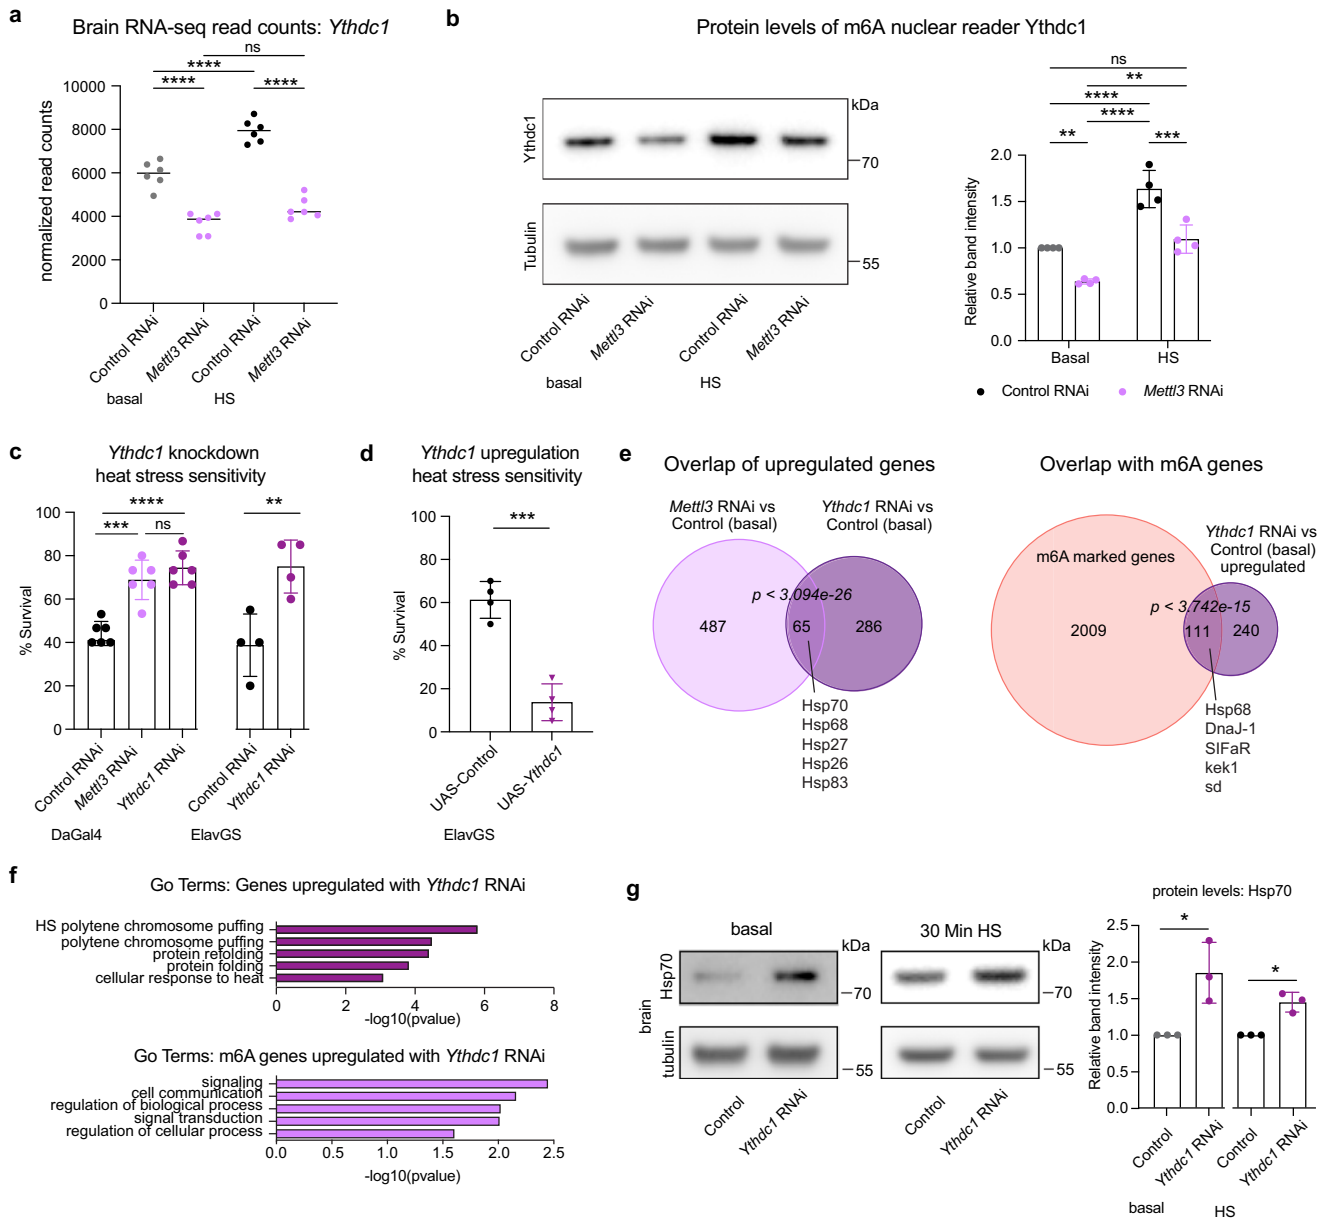 a
Brain RNA-seq read counts: Ythdc1
ns
****
**** ****
normalized read counts
10000
8000
6000
4000
2000
0
Control RNAi
Mettl3 RNAi
Control RNAi
Mettl3 RNAi
basal
HS
b
Protein levels of m6A nuclear reader Ythdc1
kDa
Ythdc1
70
Tubulin
55
Control RNAi
Mettl3 RNAi
Control RNAi
Mettl3 RNAi
basal
HS
ns
**
****
****
** ***
Relative band intensity
2.0
1.5
1.0
0.5
0.0
Basal
HS
Control RNAi
Mettl3 RNAi
c
Ythdc1 knockdown
heat stress sensitivity
****
*** ns
**
% Survival
100
80
60
40
20
0
Control RNAi
Mettl3 RNAi
Ythdc1 RNAi
Control RNAi
Ythdc1 RNAi
DaGal4
ElavGS
d
Ythdc1 upregulation
heat stress sensitivity
***
% Survival
100
80
60
40
20
0
UAS-Control
UAS-Ythdc1
ElavGS
e
Overlap of upregulated genes
Mettl3 RNAi vs
Control (basal)
Ythdc1 RNAi vs
Control (basal)
p < 3.094e-26
487
65
286
Hsp70
Hsp68
Hsp27
Hsp26
Hsp83
Overlap with m6A genes
Ythdc1 RNAi vs
Control (basal)
upregulated
m6A marked genes
p < 3.742e-15
2009
111
240
Hsp68
DnaJ-1
SIFaR
kek1
sd
f
Go Terms: Genes upregulated with Ythdc1 RNAi
HS polytene chromosome puffing
polytene chromosome puffing
protein refolding
protein folding
cellular response to heat
0 2 4 6 8
-log10(pvalue)
Go Terms: m6A genes upregulated with Ythdc1 RNAi
signaling
cell communication
regulation of biological process
signal transduction
regulation of cellular process
0.0 0.5 1.0 1.5 2.0 2.5
-log10(pvalue)
g
basal
30 Min HS
kDa
kDa
brain
Hsp70
70
70
tubulin
55
55
Control
Ythdc1 RNAi
Control
Ythdc1 RNAi
protein levels: Hsp70
*
*
Relative band intensity
2.5
2.0
1.5
1.0
0.5
0.0
Control
Ythdc1 RNAi
Control
Ythdc1 RNAi
basal
HS